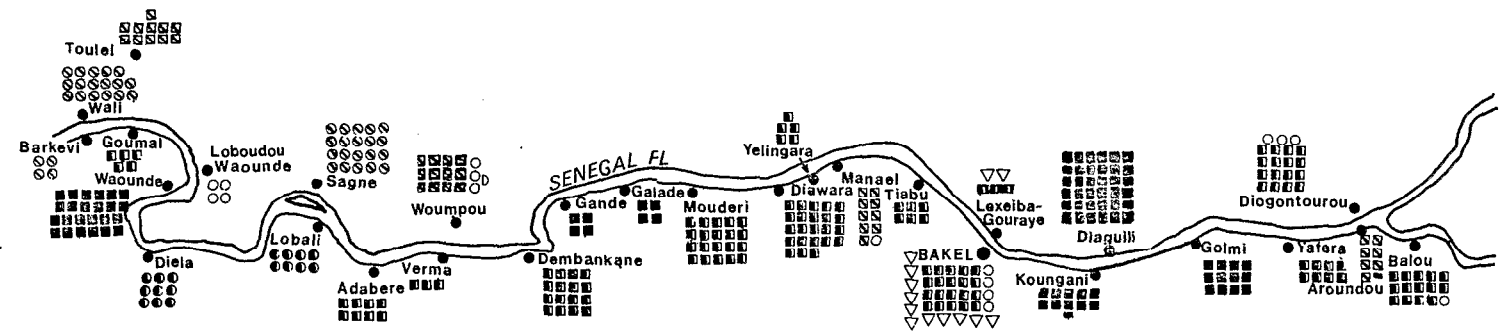 Toulel
Wali
Barkevi
Goumal
Waounde
Loboudou
Waounde
Diela
Sagne
Lobali
Adabere
Woumpou
Verma
Dembankane
SENEGAL FL
Gande
Galade
Mouderi
Yelingara
Diawara
Manael
Tiabu
Lexeiba-
Gouraye
BAKEL
Diaguili
Koungani
Golmi
Diogontourou
Yafera
Aroundou
Balou